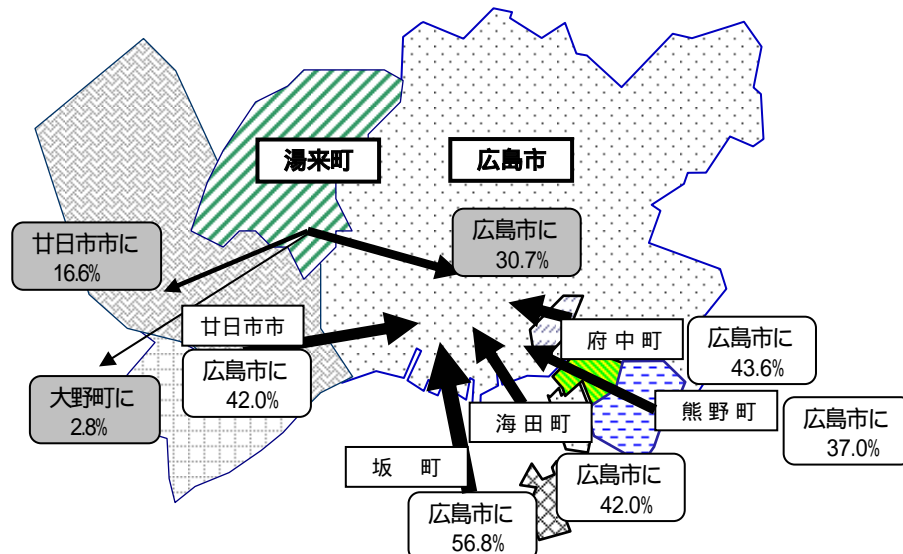 湯来町
広島市
廿日市市に
16.6%
広島市に
30.7%
廿日市市
広島市に
42.0%
府中町
広島市に
43.6%
大野町に
2.8%
海田町
熊野町
広島市に
37.0%
坂 町
広島市に
42.0%
広島市に
56.8%